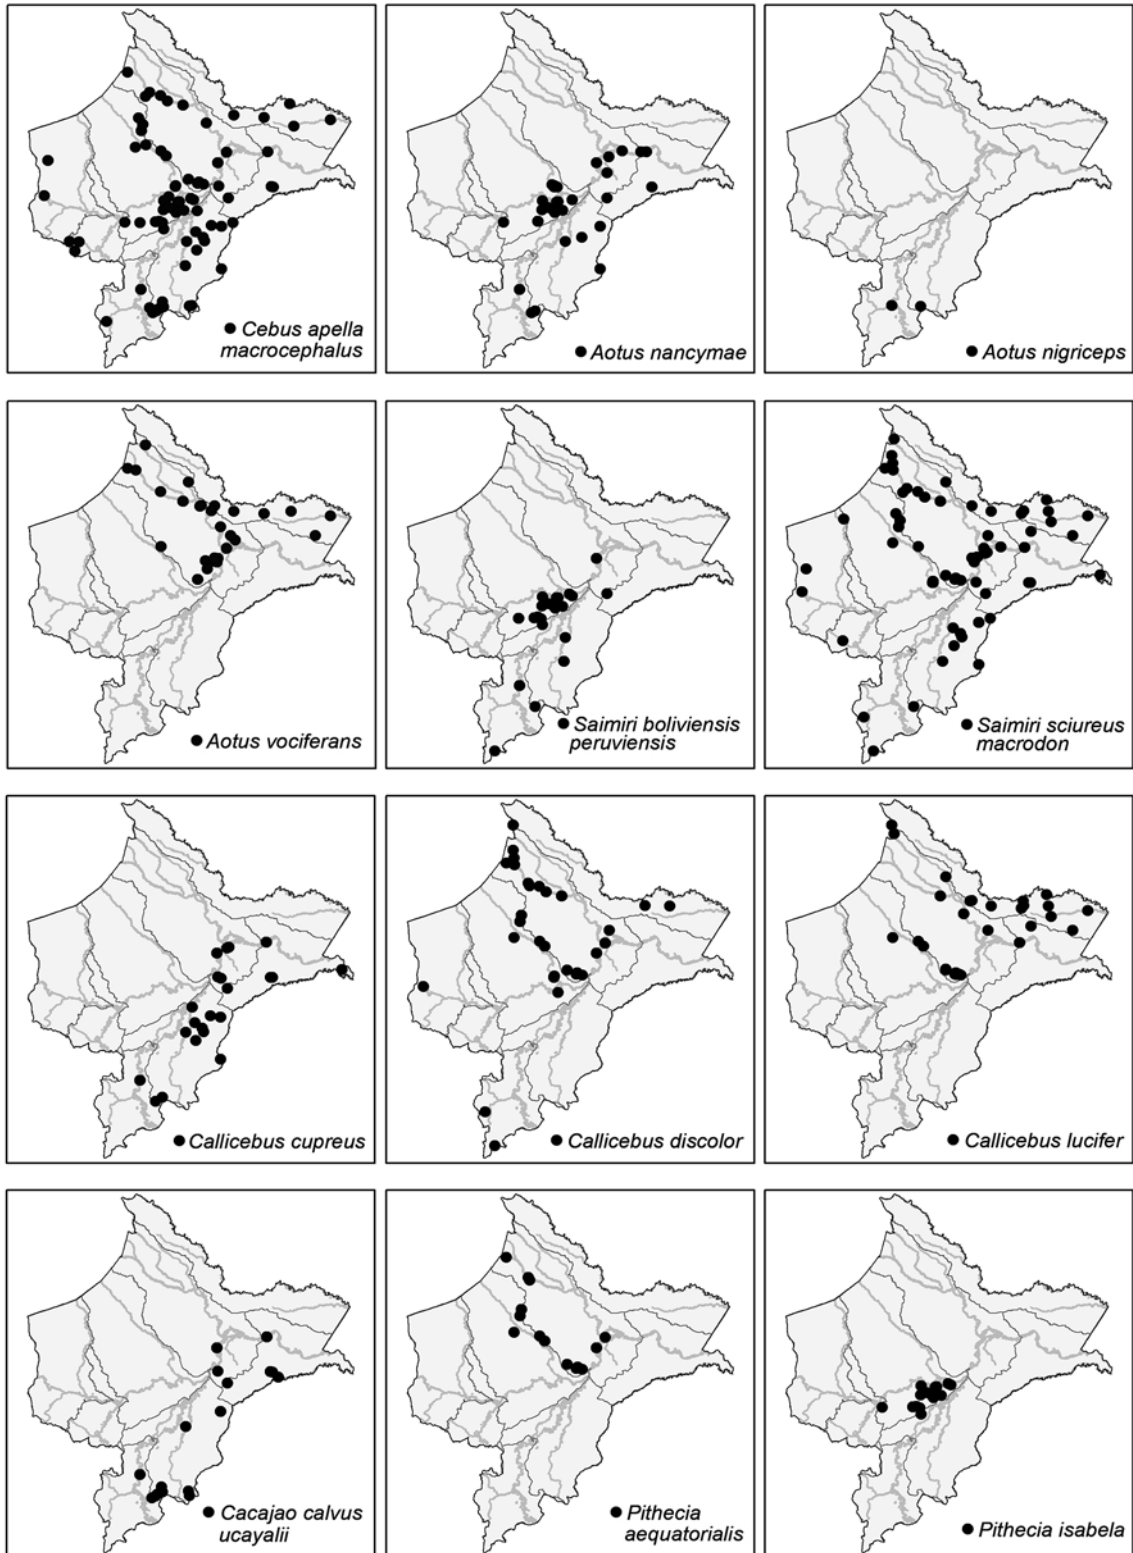 Cebus apella
macrocephalus
Aotus nancymae
Aotus nigriceps
Aotus vociferans
Saimiri boliviensis
peruviensis
Saimiri sciureus
macrodon
Callicebus cupreus
Callicebus discolor
Callicebus lucifer
Cacajao calvus
ucayalii
Pithecia
aequatorialis
Pithecia isabela